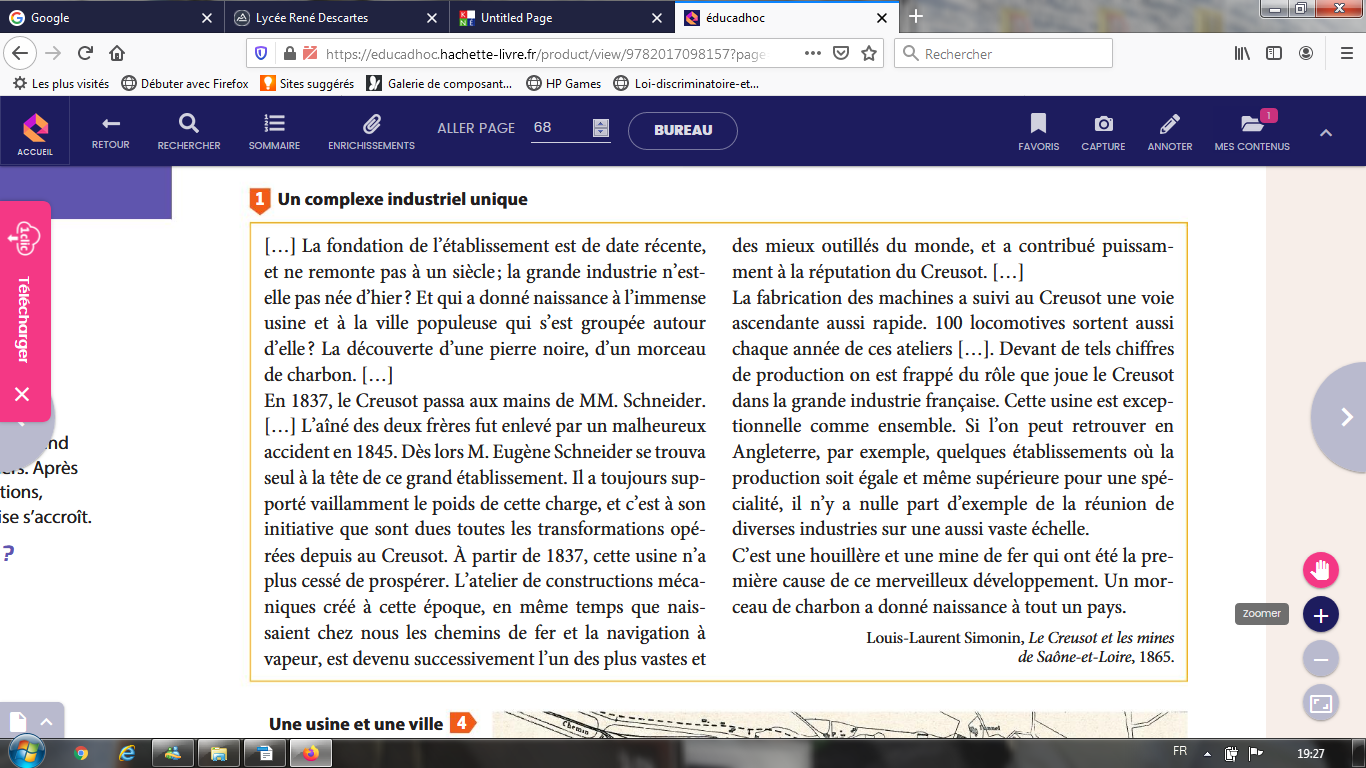 Google
Lycée René Descartes
Untitled Page
éducadhoc
https://educadhoc.hachette-livre.fr/product/view/9782017098157?page
Rechercher
Les plus visités
Débuter avec Firefox
Sites suggérés
Galerie de composant...
HP Games
Loi-discriminatoire-et...
ACCUEIL
RETOUR
RECHERCHER
SOMMAIRE
ENRICHISSEMENTS
ALLER PAGE 68
BUREAU
FAVORIS
CAPTURE
ANNOTER
1
MES CONTENUS
1clic
Télécharger
and
ers. Après
tions,
ise s'accroît.
?
1 Un complexe industriel unique
[…] La fondation de l'établissement est de date récente,
et ne remonte pas à un siècle ; la grande industrie n'est-
elle pas née d'hier ? Et qui a donné naissance à l'immense
usine et à la ville populeuse qui s'est groupée autour
d'elle ? La découverte d'une pierre noire, d'un morceau
de charbon. […]
En 1837, le Creusot passa aux mains de MM. Schneider.
[…] L'aîné des deux frères fut enlevé par un malheureux
accident en 1845. Dès lors M. Eugène Schneider se trouva
seul à la tête de ce grand établissement. Il a toujours sup-
porté vaillamment le poids de cette charge, et c'est à son
initiative que sont dues toutes les transformations opé-
rées depuis au Creusot. À partir de 1837, cette usine n'a
plus cessé de prospérer. L'atelier de constructions méca-
niques créé à cette époque, en même temps que nais-
saient chez nous les chemins de fer et la navigation à
vapeur, est devenu successivement l'un des plus vastes et
des mieux outillés du monde, et a contribué puissam-
ment à la réputation du Creusot. […]
La fabrication des machines a suivi au Creusot une voie
ascendante aussi rapide. 100 locomotives sortent aussi
chaque année de ces ateliers […]. Devant de tels chiffres
de production on est frappé du rôle que joue le Creusot
dans la grande industrie française. Cette usine est excep-
tionnelle comme ensemble. Si l'on peut retrouver en
Angleterre, par exemple, quelques établissements où la
production soit égale et même supérieure pour une spé-
cialité, il n'y a nulle part d'exemple de la réunion de
diverses industries sur une aussi vaste échelle.
C'est une houillère et une mine de fer qui ont été la pre-
mière cause de ce merveilleux développement. Un mor-
ceau de charbon a donné naissance à tout un pays.
Louis-Laurent Simonin, Le Creusot et les mines
de Saône-et-Loire, 1865.
Zoomer
Une usine et une ville 4
Chemin
FR
19:27